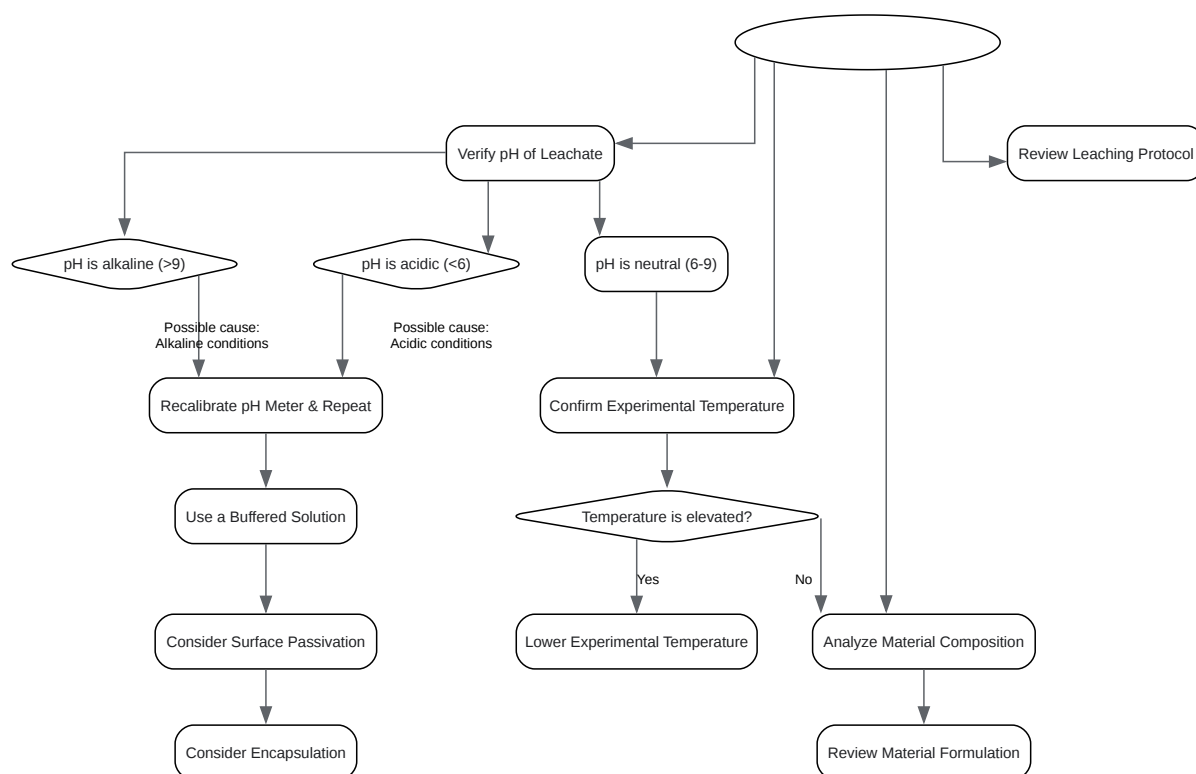 Verify pH of Leachate
Review Leaching Protocol
pH is alkaline (>9)
pH is acidic (<6)
pH is neutral (6-9)
Possible cause:
Alkaline conditions
Possible cause:
Acidic conditions
Recalibrate pH Meter & Repeat
Confirm Experimental Temperature
Use a Buffered Solution
Temperature is elevated?
Yes
No
Consider Surface Passivation
Lower Experimental Temperature
Analyze Material Composition
Consider Encapsulation
Review Material Formulation